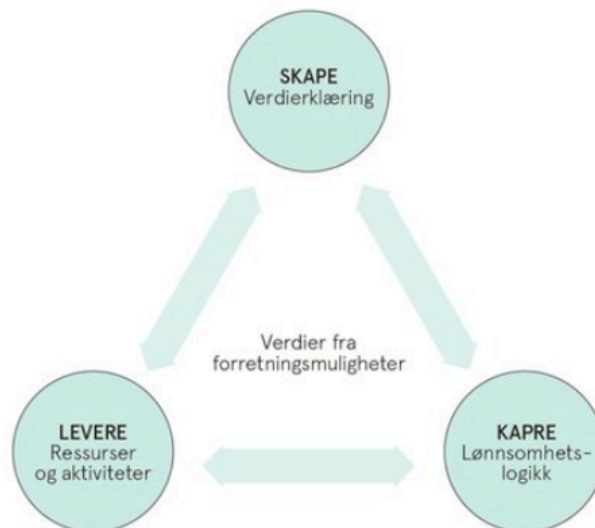 SKAPE
Verdierklæring
Verdier fra
forretningsmuligheter
LEVERE
Ressurser
og aktiviteter
KAPRE
Lønnsomhets-
logikk